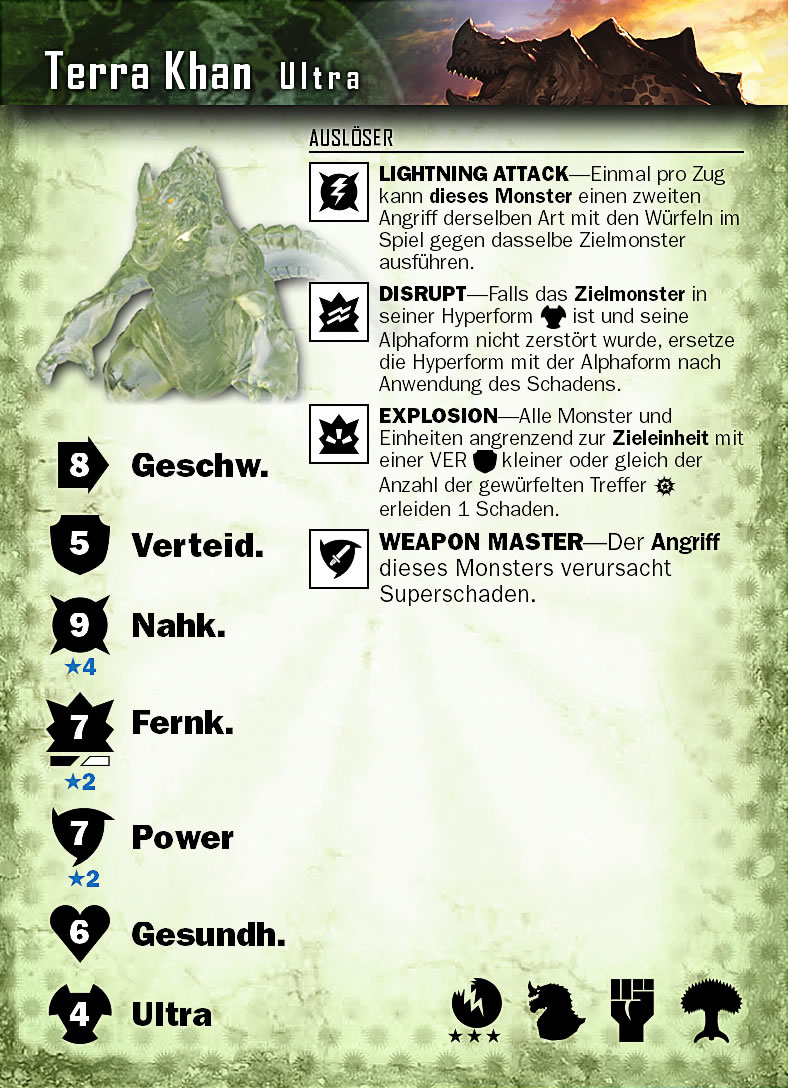 Terra Khan Ultra
AUSLÖSER
LIGHTNING ATTACK—Einmal pro Zug
kann dieses Monster einen zweiten
Angriff derselben Art mit den Würfeln im
Spiel gegen dasselbe Zielmonster
ausführen.
DISRUPT—Falls das Zielmonster in
seiner Hyperform ist und seine
Alphaform nicht zerstört wurde, ersetze
die Hyperform mit der Alphaform nach
Anwendung des Schadens.
EXPLOSION—Alle Monster und
Einheiten angrenzend zur Zieleinheit mit
einer VER kleiner oder gleich der
Anzahl der gewürfelten Treffer
erleiden 1 Schaden.
WEAPON MASTER—Der Angriff
dieses Monsters verursacht
Superschaden.
8 Geschw.
5 Verteid.
9 Nahk.
★4
7 Fernk.
★2
7 Power
★2
6 Gesundh.
4 Ultra
★★★